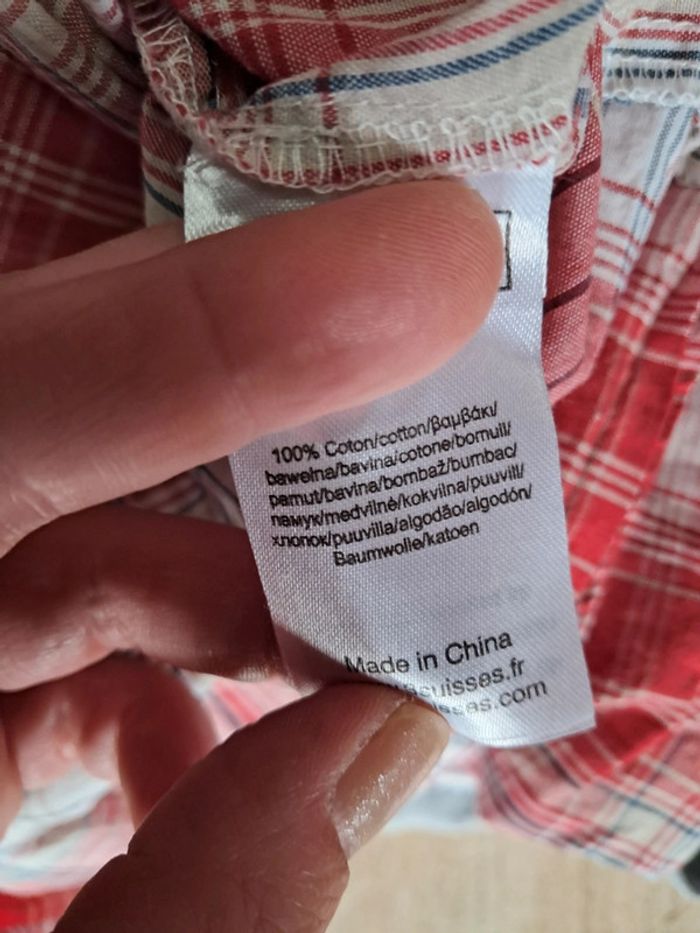 100% Coton/cotton/βαμβάκι/
bawełna/bavlna/cotone/bomull/
pamut/bavlna/bombaž/bumbac/
памук/medvilnė/kokvilna/puuvill/
хлопок/puuvilla/algodão/algodón/
Baumwolle/katoen
Made in China